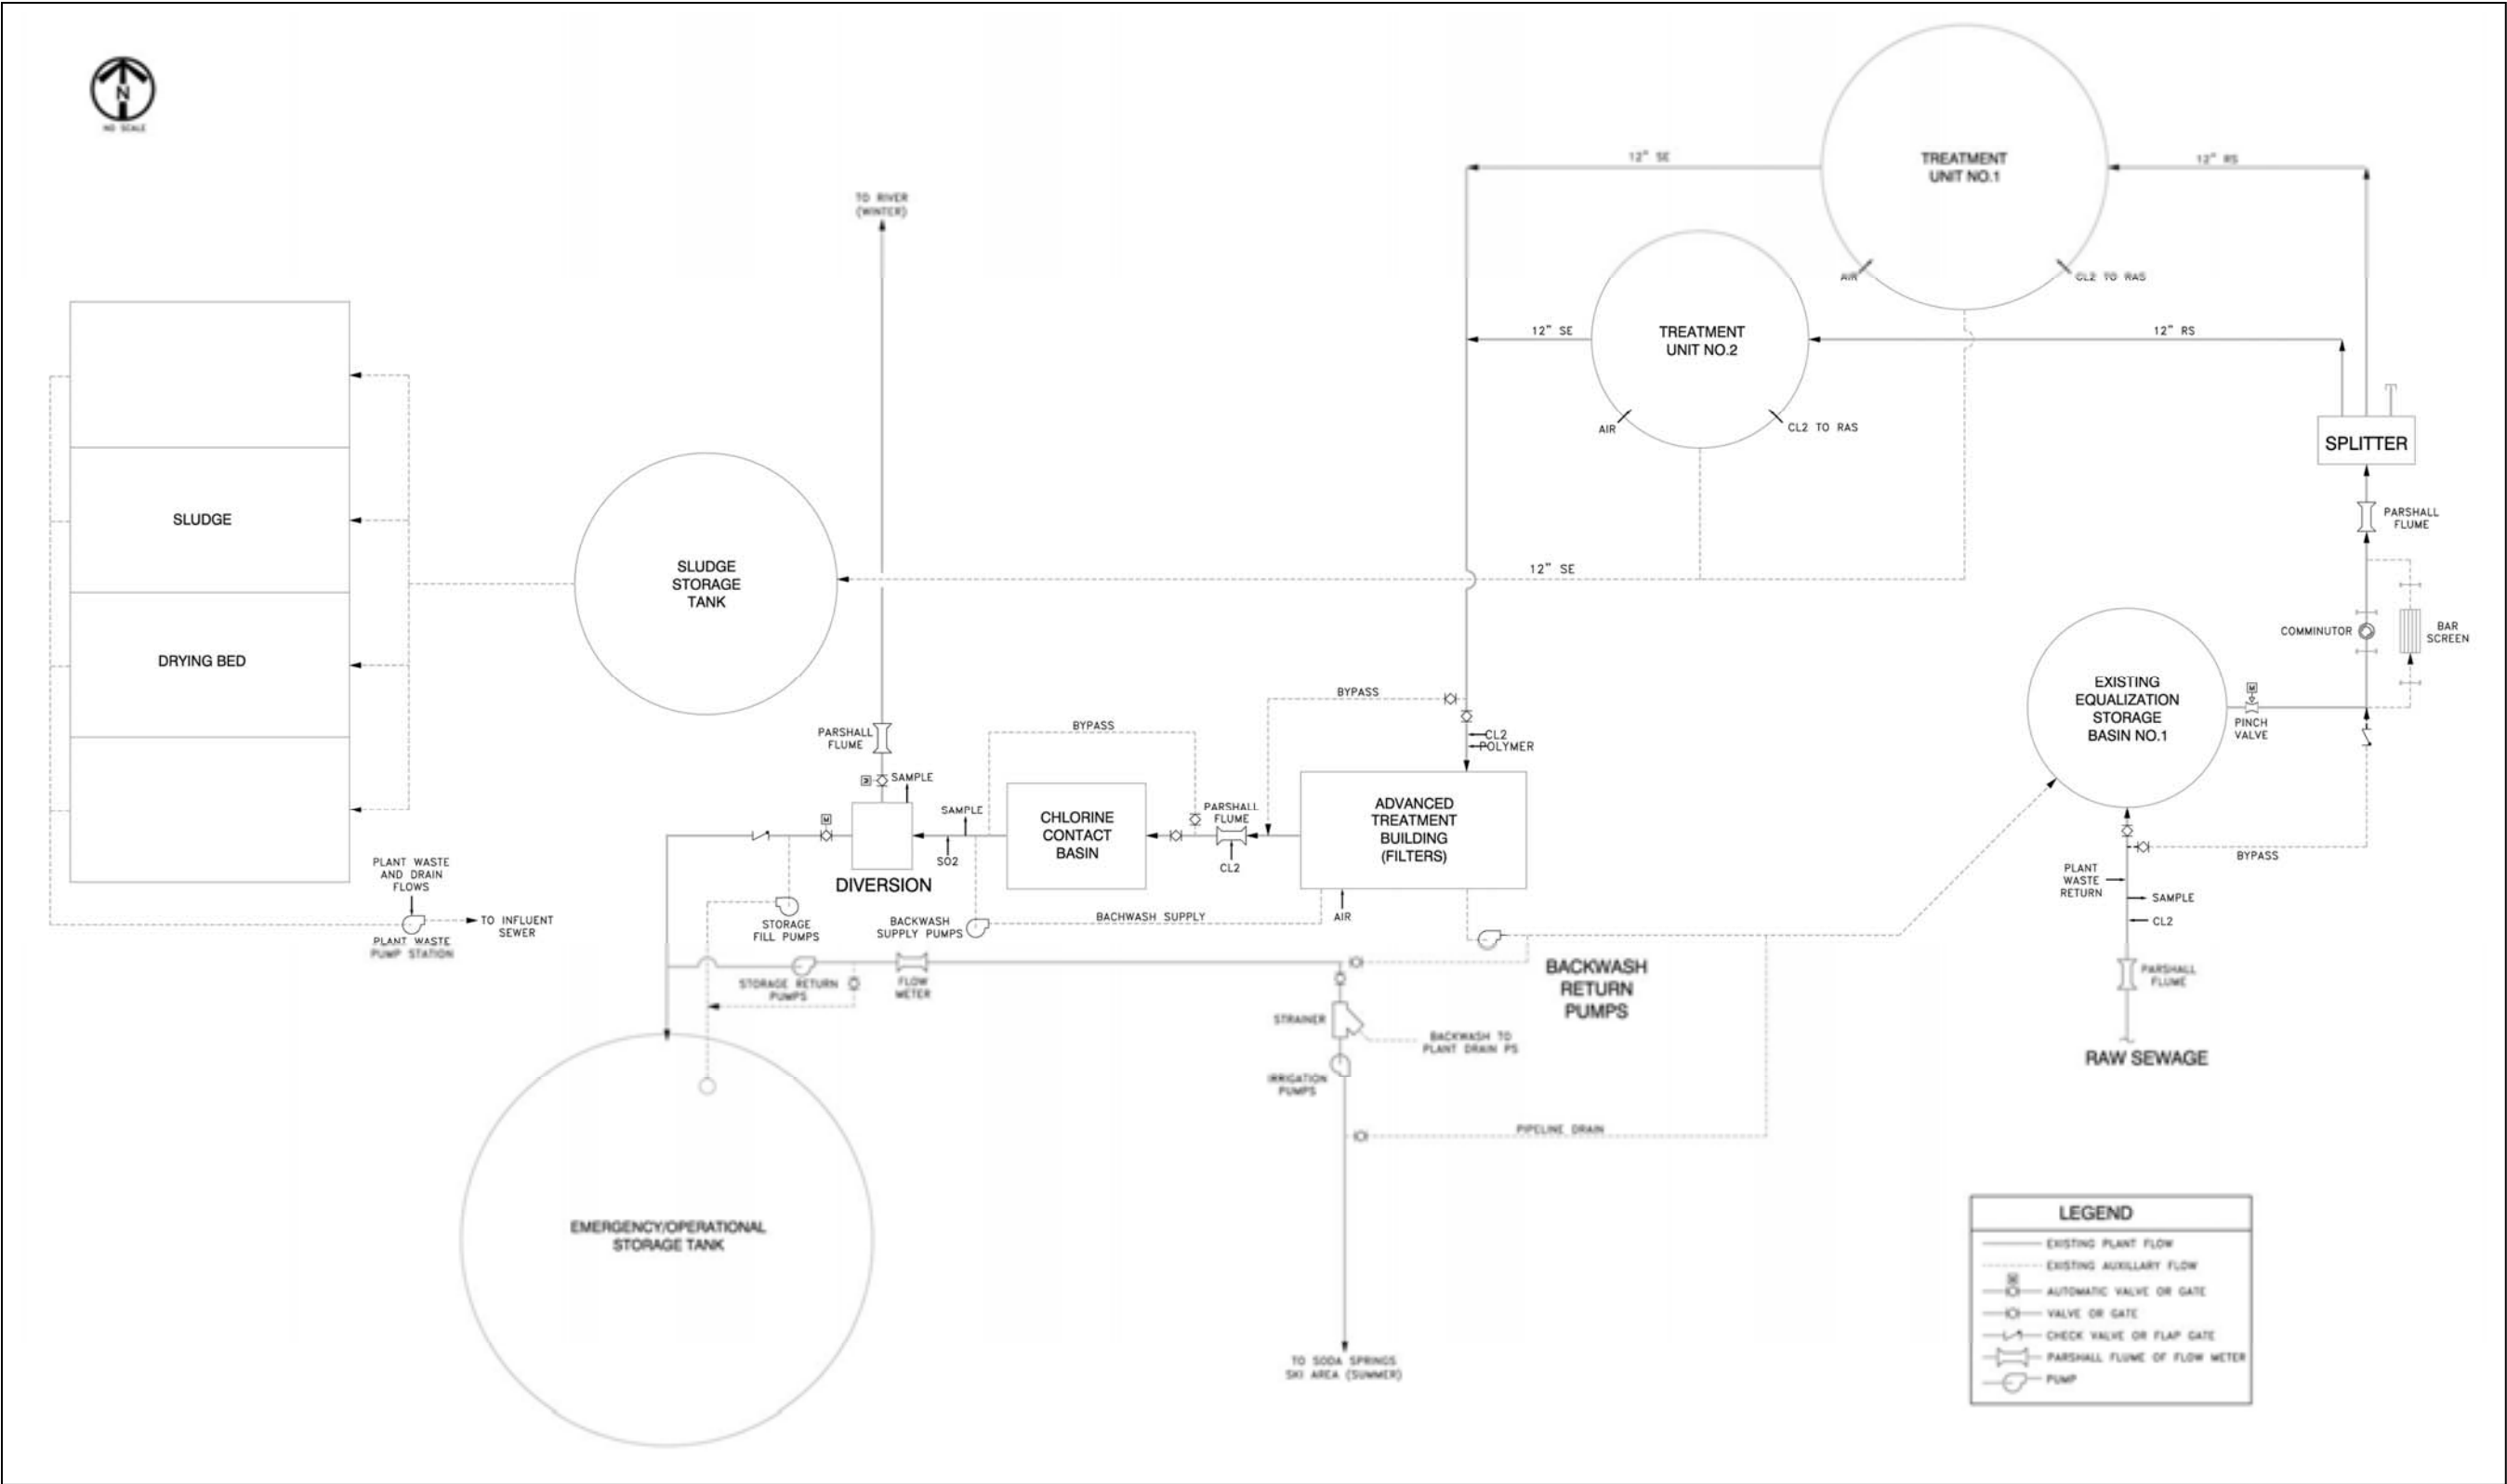 N
NO SCALE
TO RIVER
(WINTER)
12" SE
TREATMENT
UNIT NO.1
12" RS
AIR
CL2 TO RAS
12" SE
TREATMENT
UNIT NO.2
12" RS
AIR
CL2 TO RAS
SPLITTER
PARSHALL
FLUME
SLUDGE
DRYING BED
SLUDGE
STORAGE
TANK
12" SE
COMMINUTOR
BAR
SCREEN
EXISTING
EQUALIZATION
STORAGE
BASIN NO.1
M
PINCH
VALVE
BYPASS
BYPASS
PARSHALL
FLUME
CL2
POLYMER
M
SAMPLE
SAMPLE
M
SO2
DIVERSION
CHLORINE
CONTACT
BASIN
PARSHALL
FLUME
CL2
ADVANCED
TREATMENT
BUILDING
(FILTERS)
AIR
BYPASS
PLANT
WASTE
RETURN
SAMPLE
CL2
PARSHALL
FLUME
RAW SEWAGE
PLANT WASTE
AND DRAIN
FLOWS
TO INFLUENT
SEWER
PLANT WASTE
PUMP STATION
STORAGE
FILL PUMPS
BACKWASH
SUPPLY PUMPS
BACHWASH SUPPLY
STORAGE RETURN
PUMPS
FLOW
METER
BACKWASH
RETURN
PUMPS
STRAINER
BACKWASH TO
PLANT DRAIN PS
IRRIGATION
PUMPS
PIPELINE DRAIN
EMERGENCY/OPERATIONAL
STORAGE TANK
TO SODA SPRINGS
SKI AREA (SUMMER)
LEGEND
EXISTING PLANT FLOW
EXISTING AUXILLARY FLOW
M
AUTOMATIC VALVE OR GATE
VALVE OR GATE
CHECK VALVE OR FLAP GATE
PARSHALL FLUME OF FLOW METER
PUMP